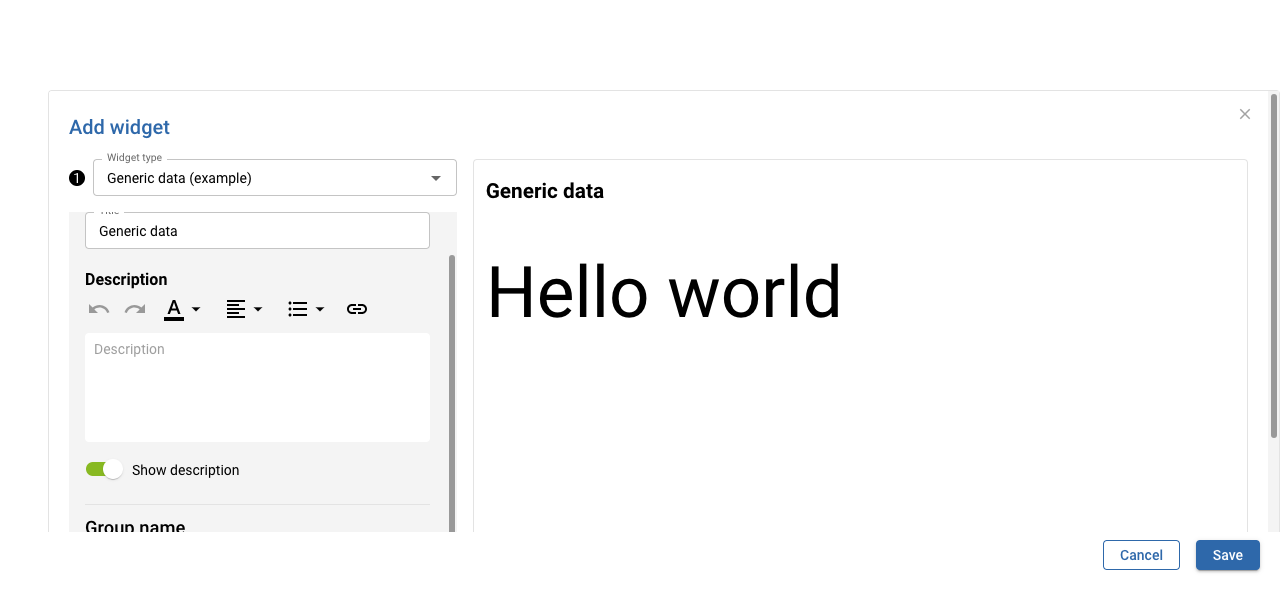 Add widget
Widget type
1
Generic data (example)
Title
Generic data
Description
A
Description
Show description
Group name
Generic data
Hello world
Cancel
Save